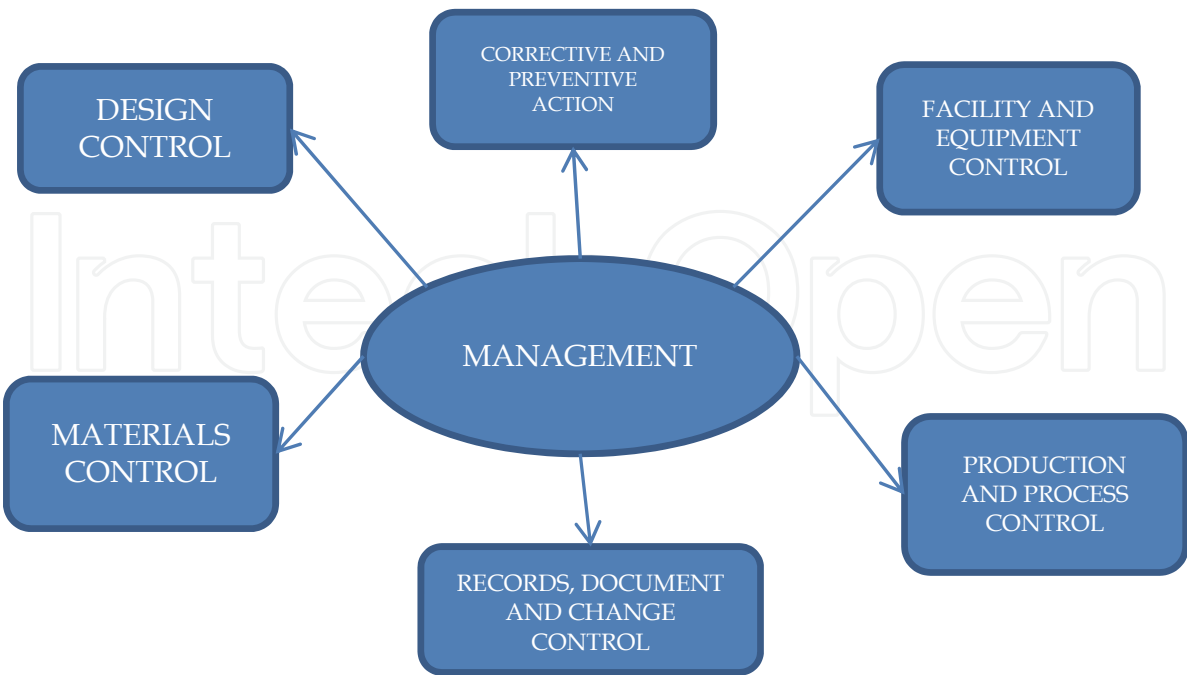 CORRECTIVE AND
PREVENTIVE
ACTION
DESIGN
CONTROL
FACILITY AND
EQUIPMENT
CONTROL
IntechOpen
MANAGEMENT
MATERIALS
CONTROL
PRODUCTION
AND PROCESS
CONTROL
RECORDS, DOCUMENT
AND CHANGE
CONTROL